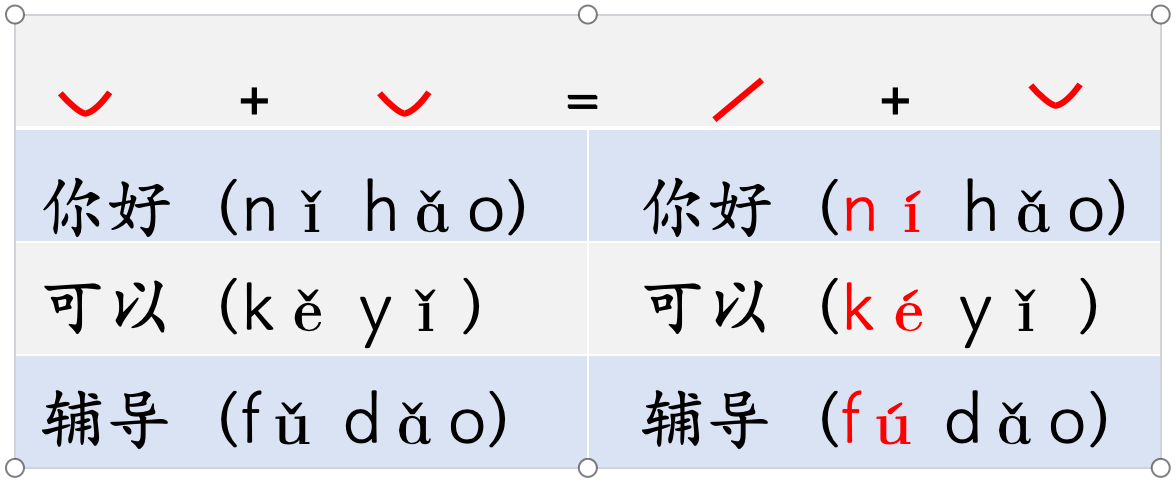 ˇ + ˇ = ˊ + ˇ
你好 (nǐ hǎo) 你好 (ní hǎo)
可以 (kě yǐ) 可以 (ké yǐ)
辅导 (fǔ dǎo) 辅导 (fú dǎo)